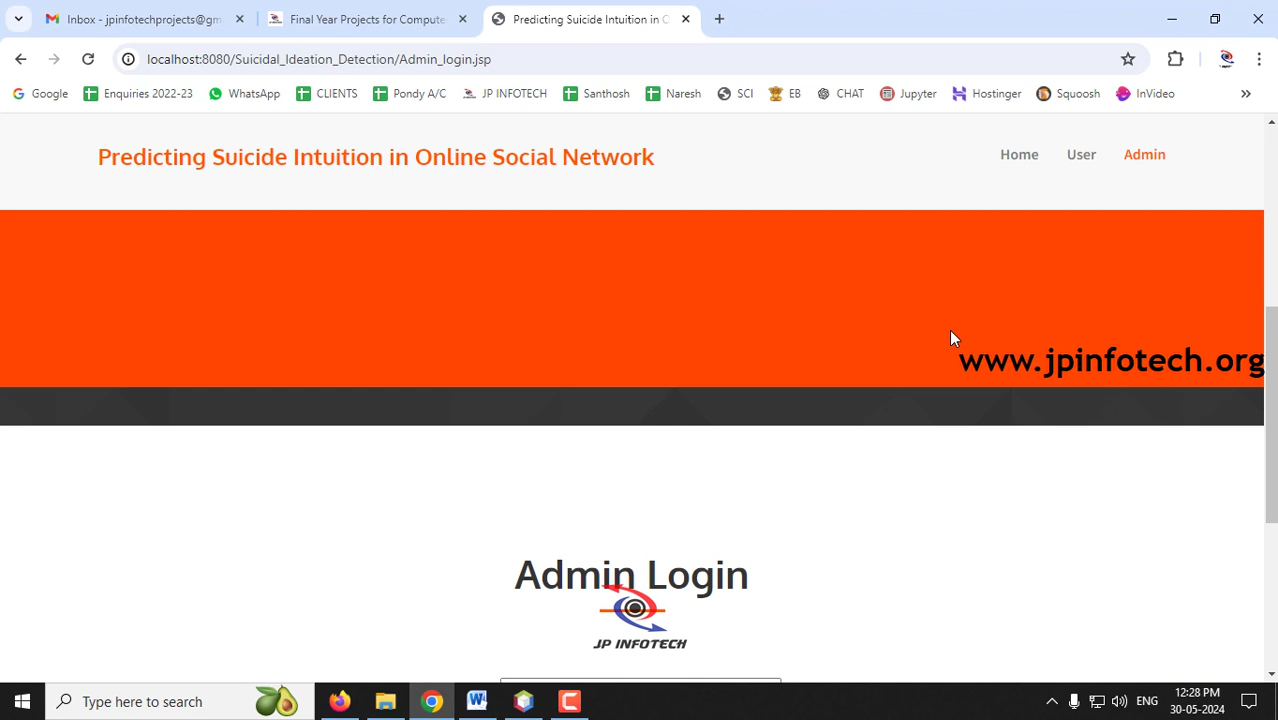 Inbox - jpinfotechprojects@gm
Final Year Projects for Compute
Predicting Suicide Intuition in O
localhost:8080/Suicidal_Ideation_Detection/Admin_login.jsp
Google
Enquiries 2022-23
WhatsApp
CLIENTS
Pondy A/C
JP INFOTECH
Santhosh
Naresh
SCI
EB
CHAT
Jupyter
Hostinger
Squoosh
InVideo
Predicting Suicide Intuition in Online Social Network
Home
User
Admin
www.jpinfotech.org
Admin Login
JP INFOTECH
Type here to search
ENG
12:28 PM
30-05-2024